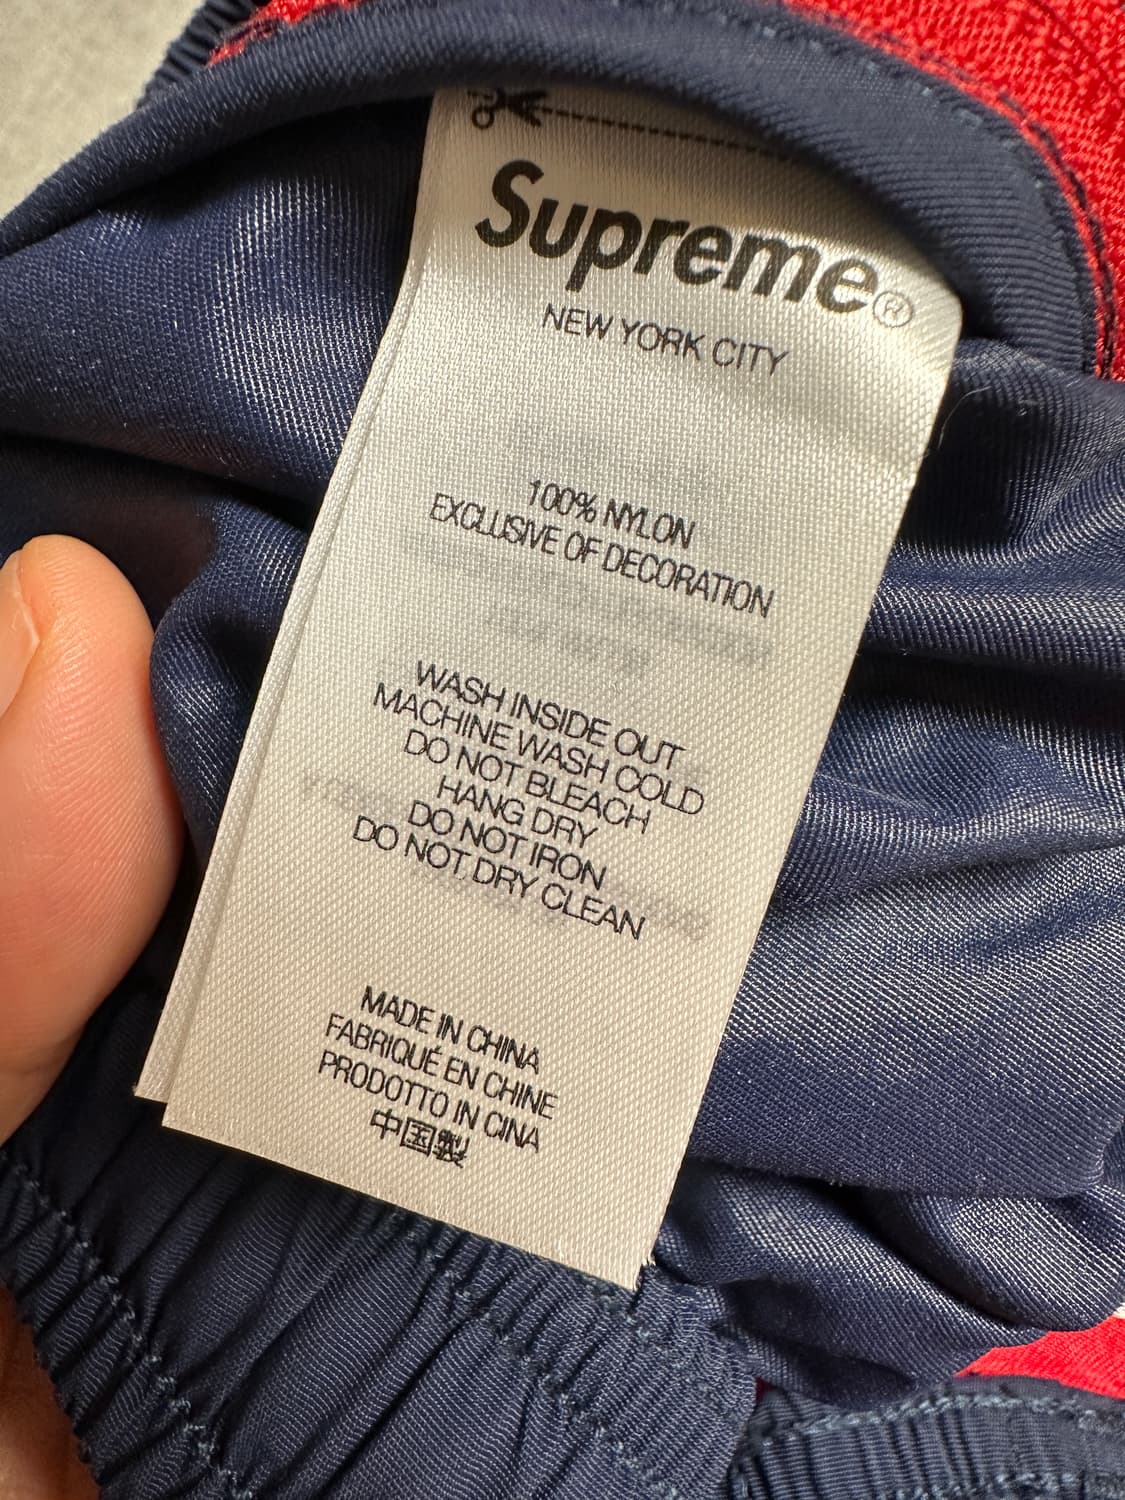 Supreme®
NEW YORK CITY
100% NYLON
EXCLUSIVE OF DECORATION
WASH INSIDE OUT
MACHINE WASH COLD
DO NOT BLEACH
HANG DRY
DO NOT IRON
DO NOT DRY CLEAN
MADE IN CHINA
FABRIQUÉ EN CHINE
PRODOTTO IN CINA
中国製